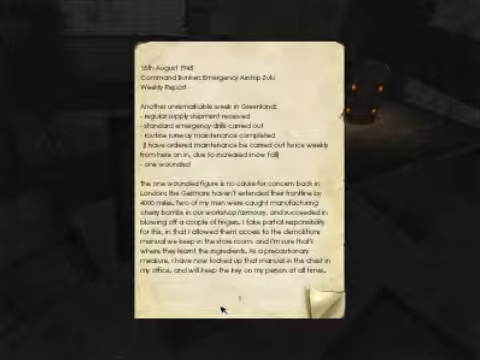 15th August 1943
Command Bunker: Emergency Airstrip Zulu
Weekly Report
Another unremarkable week in Greenland:
- regular supply shipment received
- standard emergency drills carried out
- routine runway maintenance completed
(I have ordered maintenance be carried out twice weekly
from here on in, due to increased snow fall)
- one wounded
The one wounded figure is no cause for concern back in
London; the Germans haven't extended their frontline by
4000 miles. Two of my men were caught manufacturing
cherry bombs in our workshop/armoury, and succeeded in
blowing off a couple of fingers. I take partial responsibility
for this, in that I allowed them access to the demolitions
manual we keep in the store room, and I'm sure that's
where they learnt the ingredients. As a precautionary
measure, I have now locked up that manual in the chest in
my office, and will keep the key on my person at all times.
1